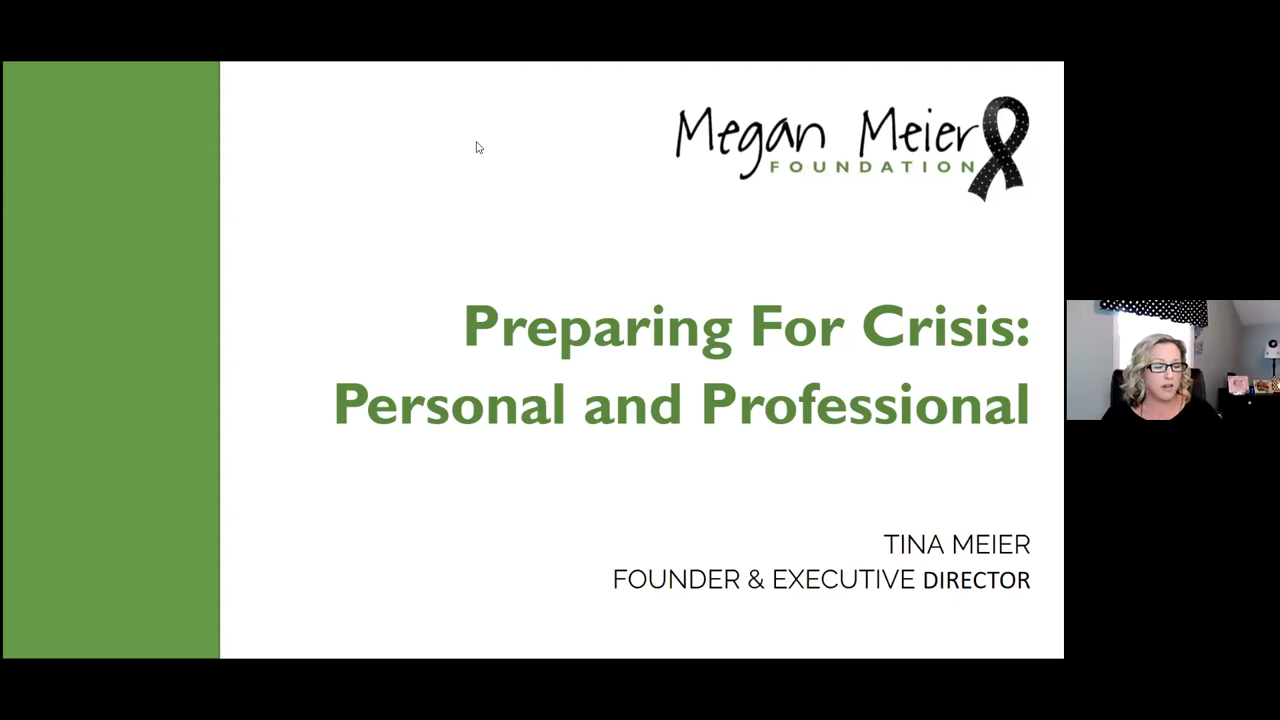 Megan Meier
FOUNDATION
Preparing For Crisis:
Personal and Professional
TINA MEIER
FOUNDER & EXECUTIVE DIRECTOR